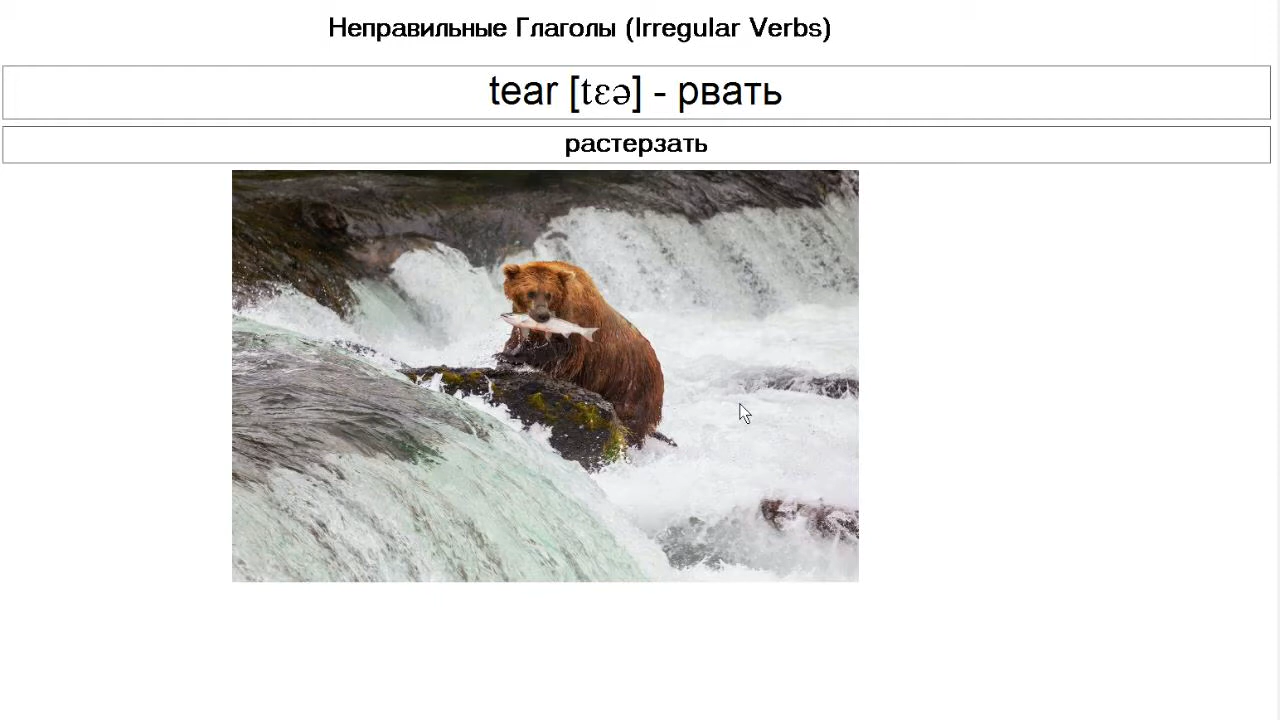 Неправильные Глаголы (Irregular Verbs)
tear [tɛə] - рвать
растерзать